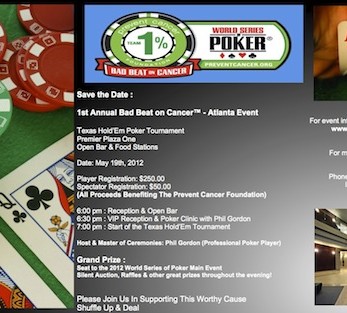 Prevent Cancer
FOUNDATION
TEAM 1%
BAD BEAT ON CANCER
WORLD SERIES
OF
POKER®
PREVENTCANCER.ORG
Save the Date :
1st Annual Bad Beat on Cancer™ - Atlanta Event
Texas Hold'Em Poker Tournament
Premier Plaza One
Open Bar & Food Stations
Date: May 19th, 2012
Player Registration: $250.00
Spectator Registration: $50.00
(All Proceeds Benefiting The Prevent Cancer Foundation)
6:00 pm : Reception & Open Bar
6:30 pm : VIP Reception & Poker Clinic with Phil Gordon
7:00 pm : Start of the Texas Hold'Em Tournament
Host & Master of Ceremonies: Phil Gordon (Professional Poker Player)
Grand Prize :
Seat to the 2012 World Series of Poker Main Event
Silent Auction, Raffles & other great prizes throughout the evening!
Please Join Us In Supporting This Worthy Cause
Shuffle Up & Deal
For event in
www.
For m
Phone